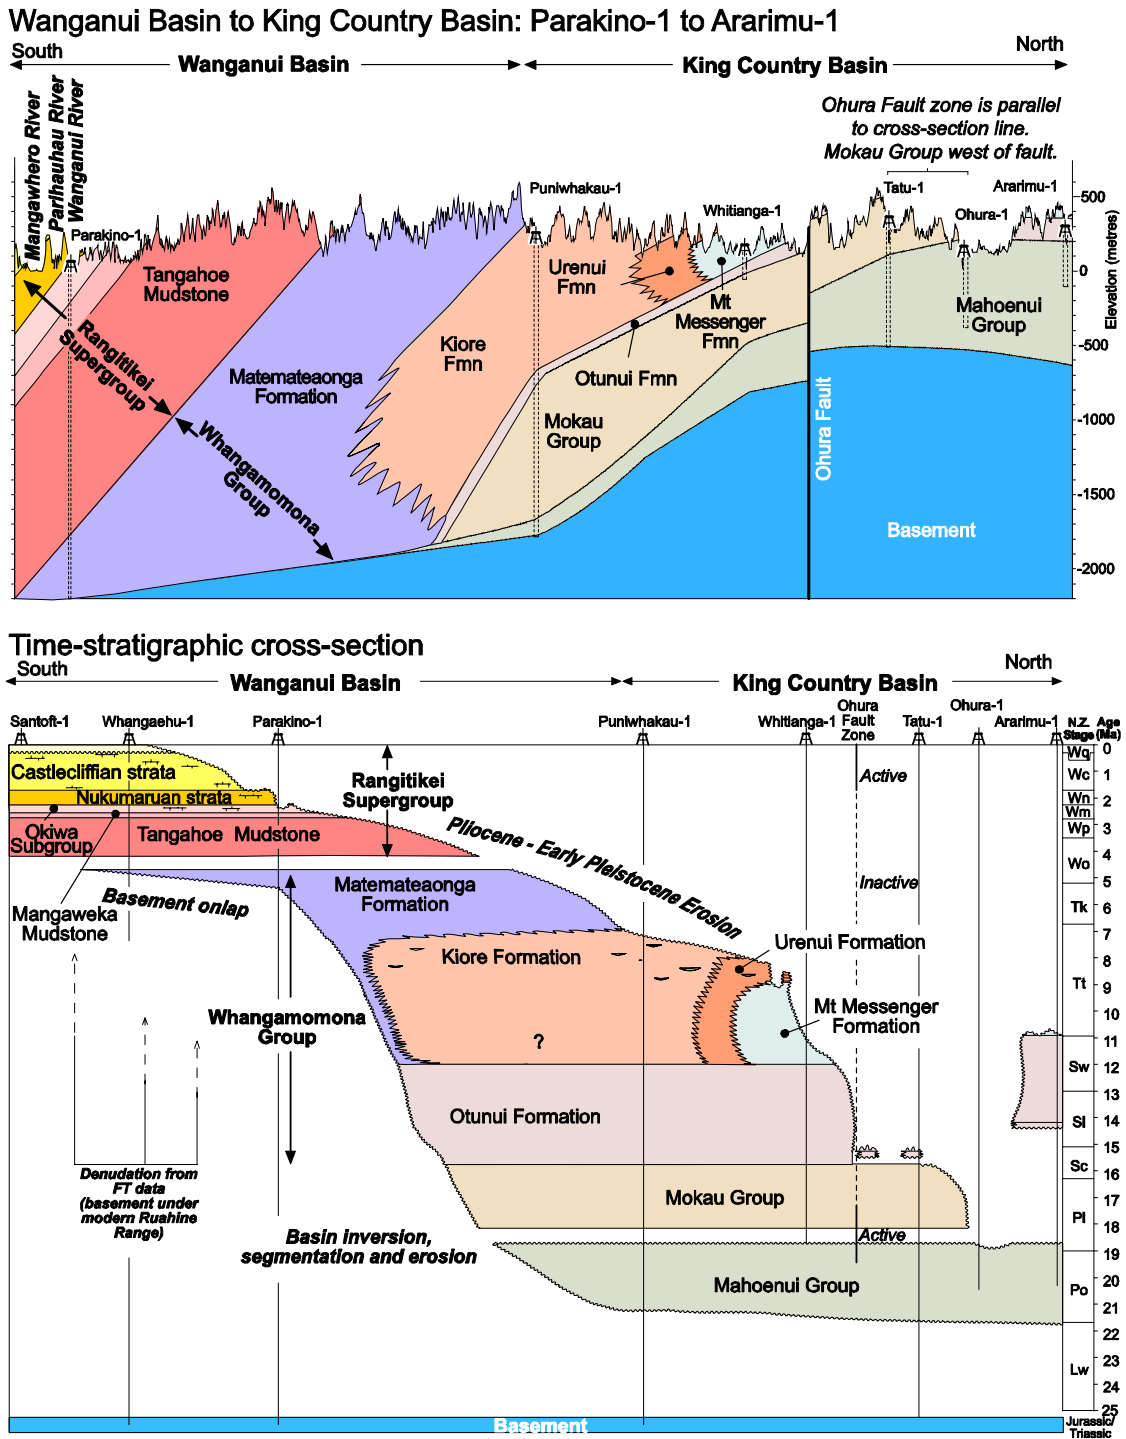 Wanganui Basin to King Country Basin: Parakino-1 to Ararimu-1
South
North
Wanganui Basin
King Country Basin
Mangawhero River
Parihauhau River
Wanganui River
Ohura Fault zone is parallel
to cross-section line.
Mokau Group west of fault.
Parakino-1
Puniwhakau-1
Whitianga-1
Tatu-1
Ohura-1
Ararimu-1
500
0
-500
-1000
-1500
-2000
Elevation (metres)
Tangahoe
Mudstone
Rangitikei
Supergroup
Matemateaonga
Formation
Whangamomona
Group
Kiore
Fmn
Urenui
Fmn
Mt
Messenger
Fmn
Otunui Fmn
Mokau
Group
Mahoenui
Group
Ohura Fault
Basement
Time-stratigraphic cross-section
South
North
Wanganui Basin
King Country Basin
Santoft-1
Whangaehu-1
Parakino-1
Puniwhakau-1
Whitianga-1
Ohura
Fault
Zone
Tatu-1
Ohura-1
Ararimu-1
N.Z.
Stage
Age
(Ma)
Castlecliffian strata
Nukumaruan strata
Okiwa
Subgroup
Tangahoe Mudstone
Mangaweka
Mudstone
Rangitikei
Supergroup
Pliocene - Early Pleistocene Erosion
Basement onlap
Matemateaonga
Formation
Kiore Formation
?
Urenui Formation
Mt Messenger
Formation
Whangamomona
Group
Otunui Formation
Mokau Group
Mahoenui Group
Active
Inactive
Active
Denudation from
FT data
(basement under
modern Ruahine
Range)
Basin inversion,
segmentation and erosion
Basement
Wq
Wc
Wn
Wm
Wp
Wo
Tk
Tt
Sw
Sl
Sc
Pl
Po
Lw
Jurassic/
Triassic
0
1
2
3
4
5
6
7
8
9
10
11
12
13
14
15
16
17
18
19
20
21
22
23
24
25